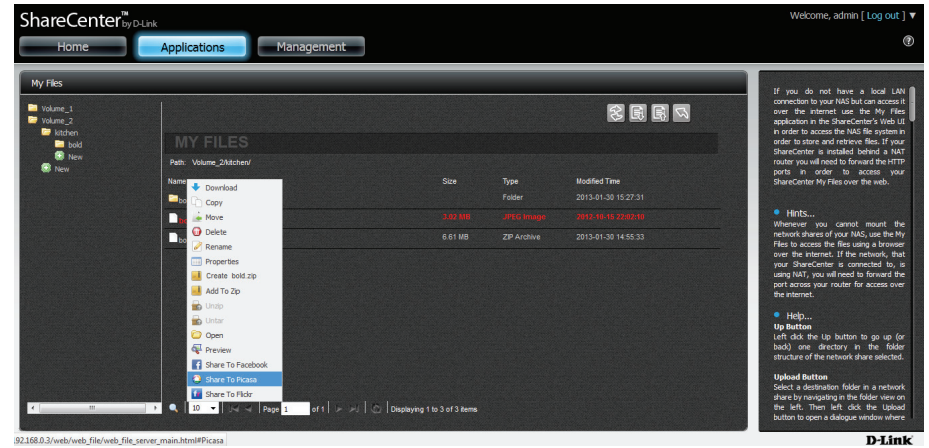 ShareCenter™ by D-Link
Welcome, admin [ Log out ] ▼
Home
Applications
Management
?
My Files
Volume_1
Volume_2
kitchen
bold
New
New
MY FILES
Path: Volume_2/kitchen/
Name
Size
Type
Modified Time
bo
Folder
2013-01-30 15:27:31
3.02 MB
JPEG Image
bo
6.61 MB
ZIP Archive
2013-01-30 14:55:33
Download
Copy
Move
Delete
Rename
Properties
Create bold.zip
Add To Zip
Unzip
Untar
Open
Preview
Share To Facebook
Share To Picasa
Share To Flickr
10
Page 1 of 1
Displaying 1 to 3 of 3 items
If you do not have a local LAN
connection to your NAS but can access it
over the internet use the My Files
application in the ShareCenter's Web UI
in order to access the NAS file system in
order to store and retrieve files. If your
ShareCenter is installed behind a NAT
router you will need to forward the HTTP
ports in order to access your
ShareCenter My Files over the web.
Hints...
Whenever you cannot mount the
network shares of your NAS, use the My
Files to access the files using a browser
over the internet. If the network, that
your ShareCenter is connected to, is
using NAT, you will need to forward the
port across your router for access over
the internet.
Help...
Up Button
Left click the Up button to go up (or
back) one directory in the folder
structure of the network share selected.
Upload Button
Select a destination folder in a network
share by navigating in the folder view on
the left. Then left click the Upload
button to open a dialogue window where
92.168.0.3/web/web_file/web_file_server_main.html#Picasa
D-Link